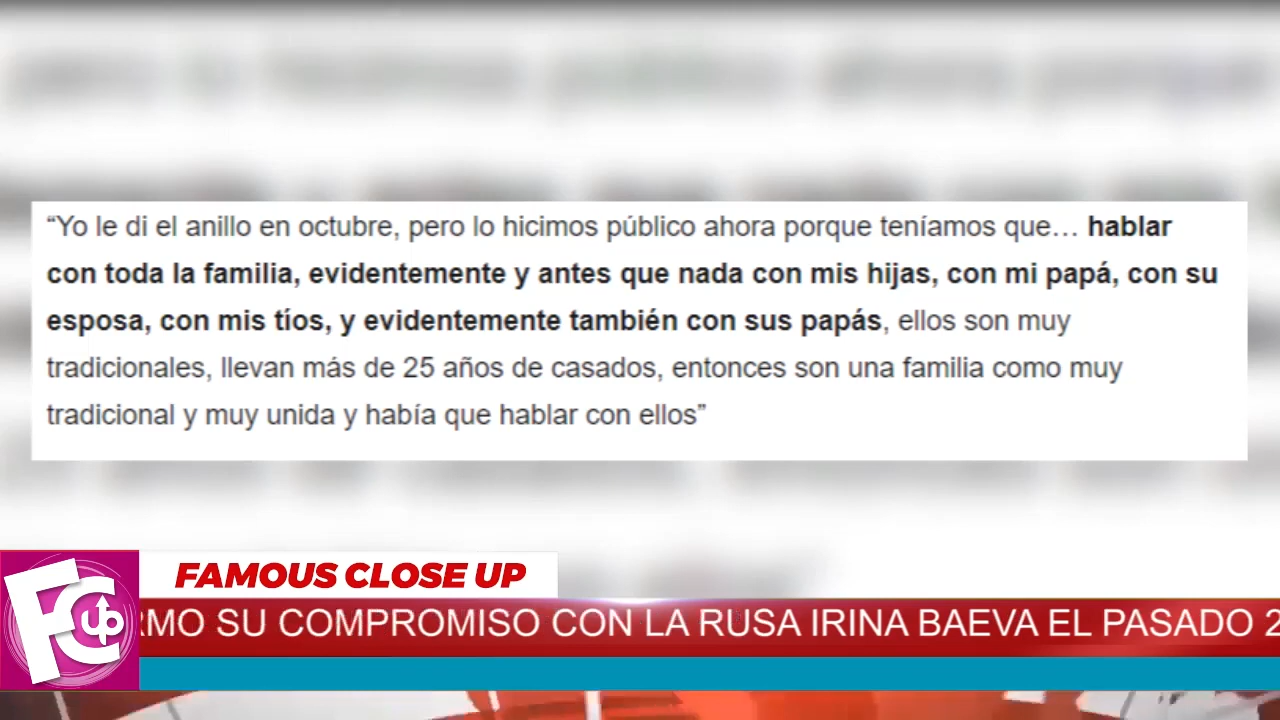 “Yo le di el anillo en octubre, pero lo hicimos público ahora porque teníamos que… hablar
con toda la familia, evidentemente y antes que nada con mis hijas, con mi papá, con su
esposa, con mis tíos, y evidentemente también con sus papás, ellos son muy
tradicionales, llevan más de 25 años de casados, entonces son una familia como muy
tradicional y muy unida y había que hablar con ellos”
FAMOUS CLOSE UP
FC UP
RMO SU COMPROMISO CON LA RUSA IRINA BAEVA EL PASADO 2